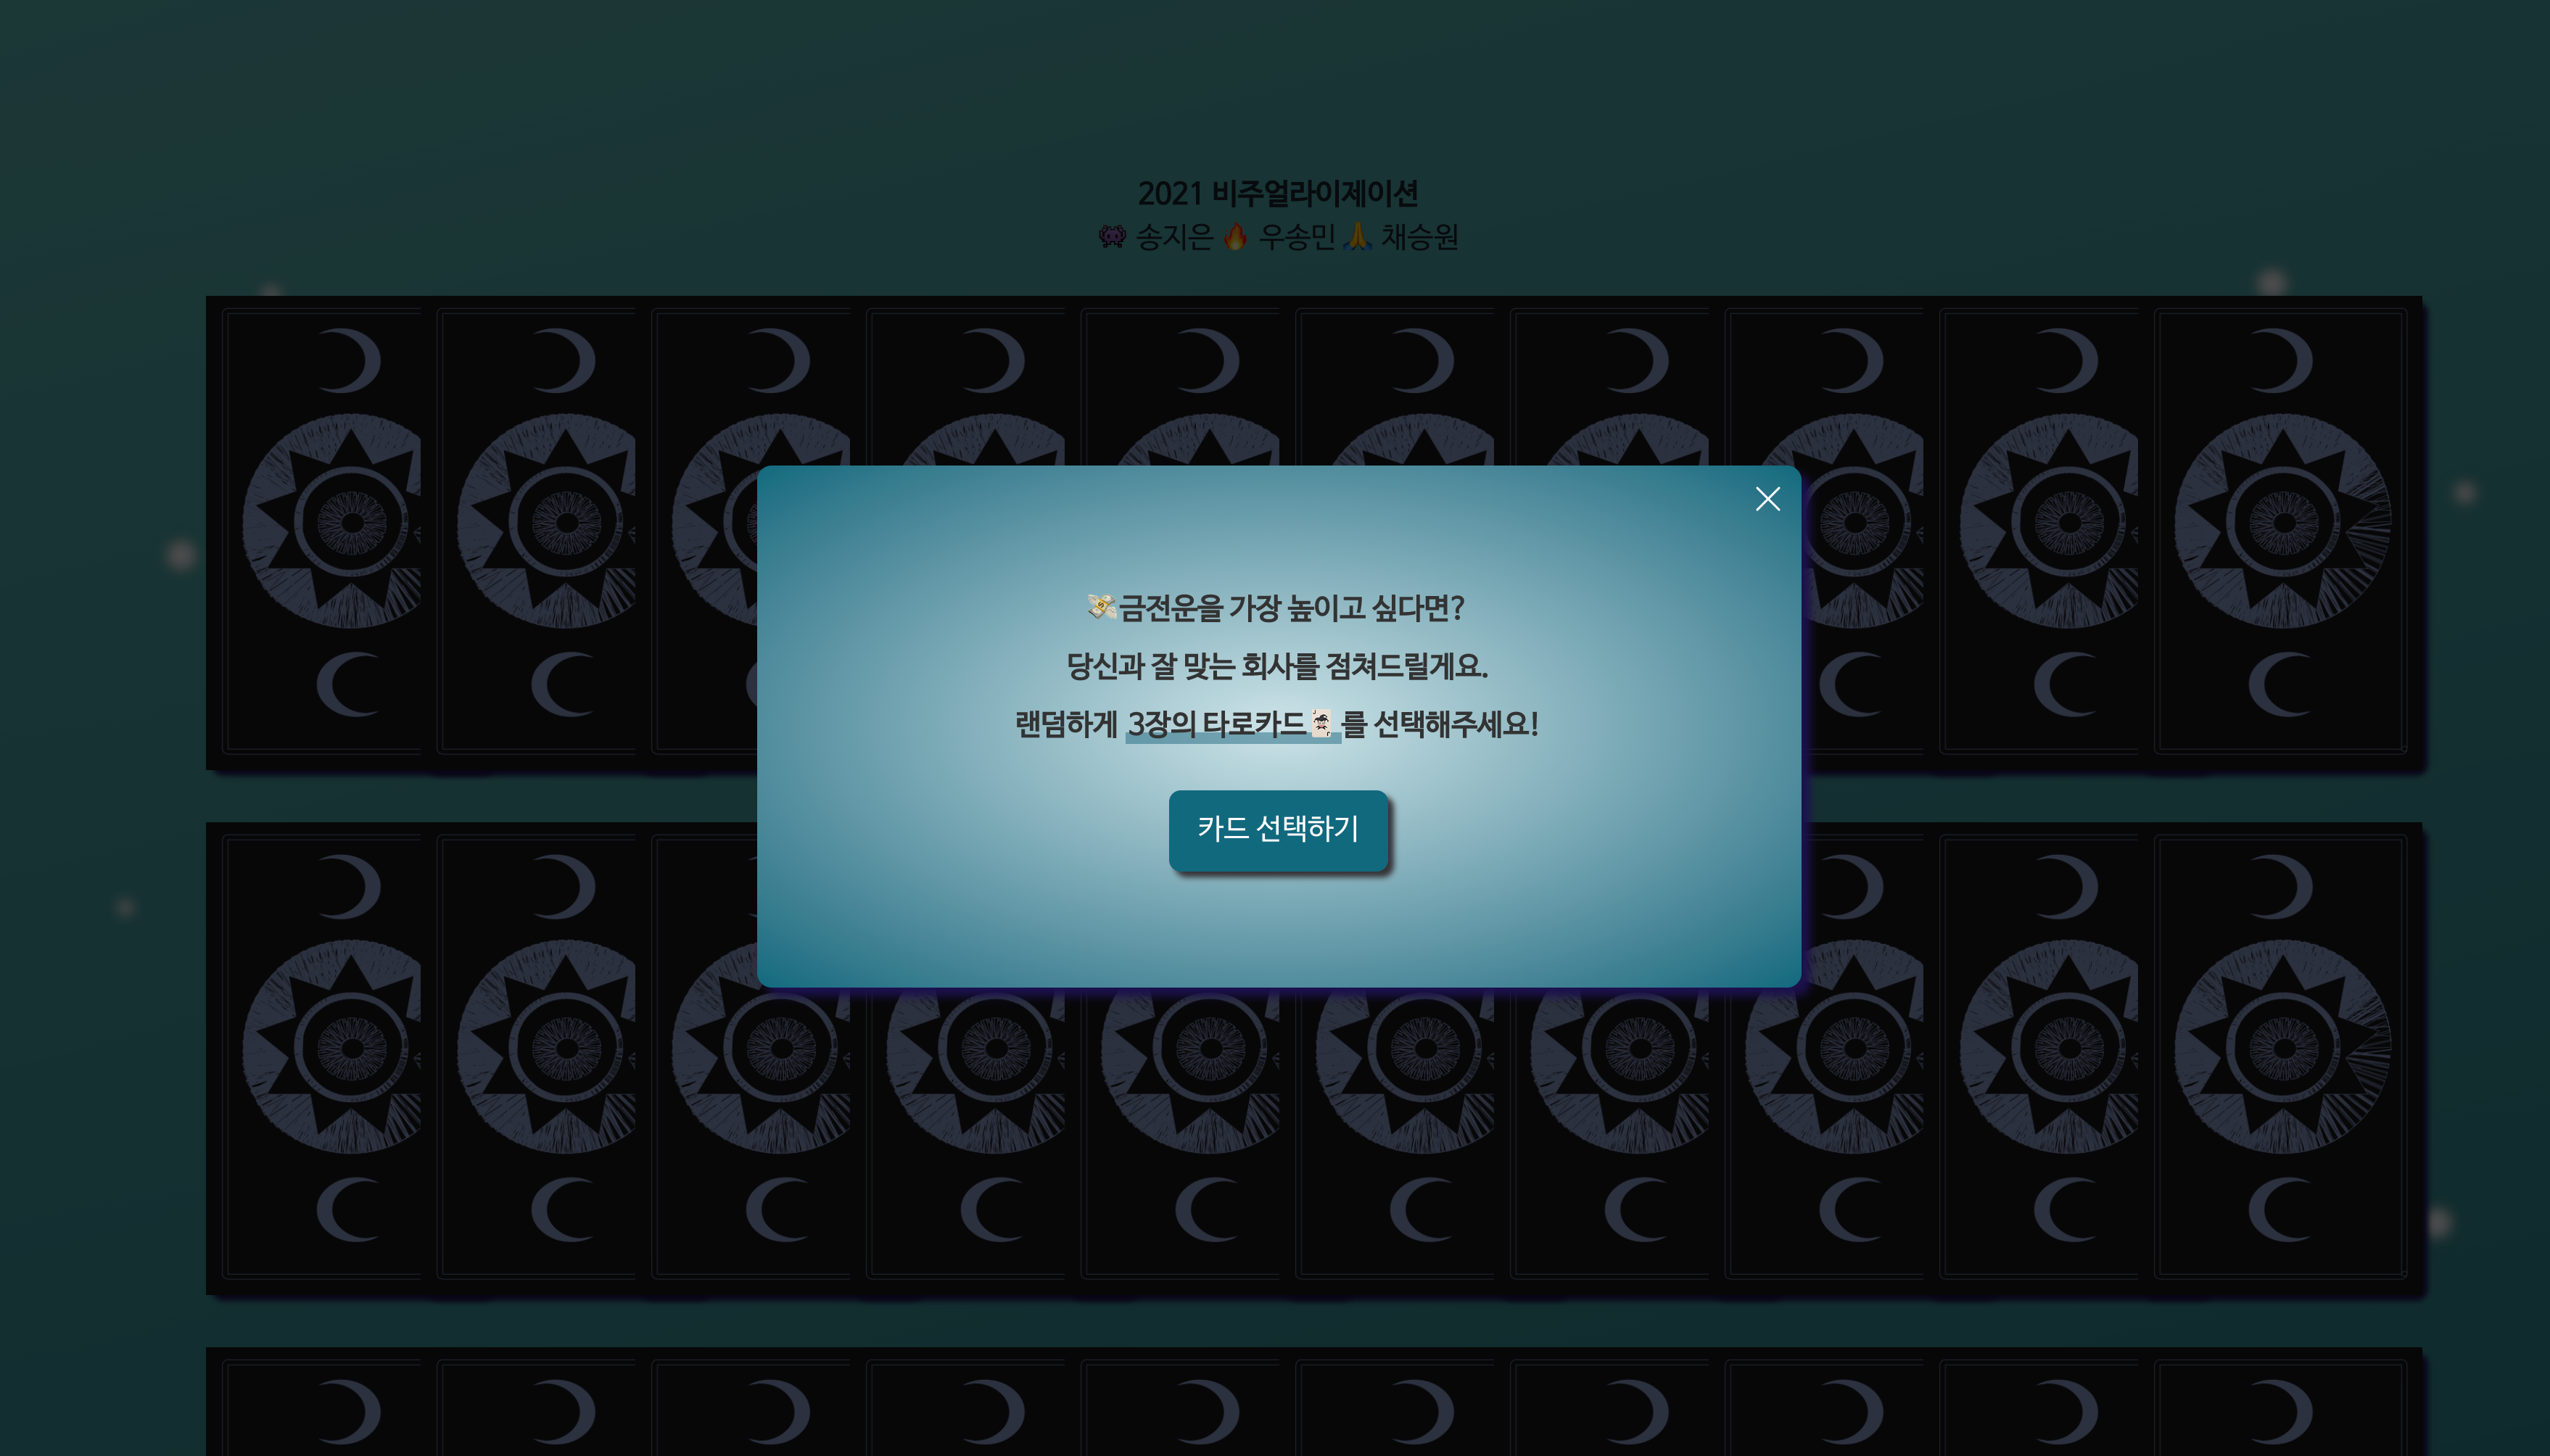 2021 비주얼라이제이션
👾 송지은 🔥 우송민 🙏 채승원
💸금전운을 가장 높이고 싶다면?
당신과 잘 맞는 회사를 점쳐드릴게요.
랜덤하게 3장의 타로카드🃏를 선택해주세요!
카드 선택하기